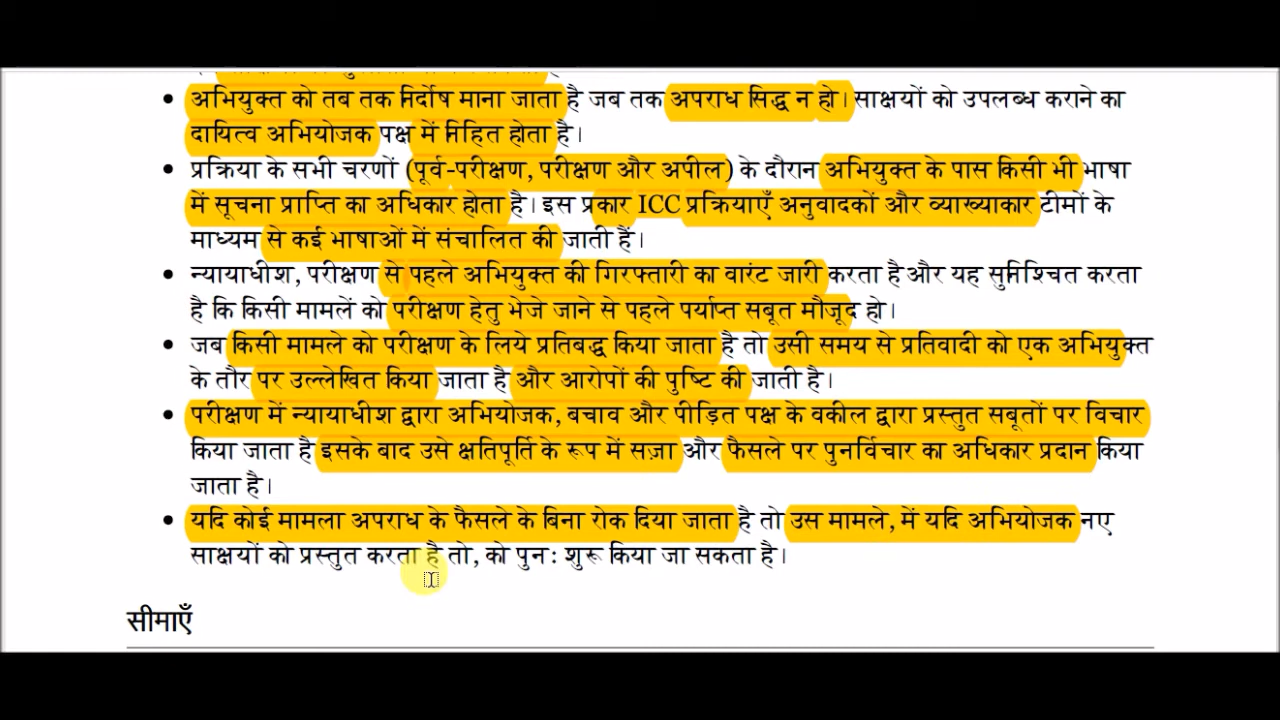 • अभियुक्त को तब तक निर्दोष माना जाता है जब तक अपराध सिद्ध न हो। साक्षयों को उपलब्ध कराने का
दायित्व अभियोजक पक्ष में निहित होता है।
• प्रक्रिया के सभी चरणों (पूर्व-परीक्षण, परीक्षण और अपील) के दौरान अभियुक्त के पास किसी भी भाषा
में सूचना प्राप्ति का अधिकार होता है। इस प्रकार ICC प्रक्रियाएँ अनुवादकों और व्याख्याकार टीमों के
माध्यम से कई भाषाओं में संचालित की जाती हैं।
• न्यायाधीश, परीक्षण से पहले अभियुक्त की गिरफ्तारी का वारंट जारी करता है और यह सुनिश्चित करता
है कि किसी मामलें को परीक्षण हेतु भेजे जाने से पहले पर्याप्त सबूत मौजूद हो।
• जब किसी मामले को परीक्षण के लिये प्रतिबद्ध किया जाता है तो उसी समय से प्रतिवादी को एक अभियुक्त
के तौर पर उल्लेखित किया जाता है और आरोपों की पुष्टि की जाती है।
• परीक्षण में न्यायाधीश द्वारा अभियोजक, बचाव और पीड़ित पक्ष के वकील द्वारा प्रस्तुत सबूतों पर विचार
किया जाता है इसके बाद उसे क्षतिपूर्ति के रूप में सज़ा और फैसले पर पुनर्विचार का अधिकार प्रदान किया
जाता है।
• यदि कोई मामला अपराध के फैसले के बिना रोक दिया जाता है तो उस मामले, में यदि अभियोजक नए
साक्षयों को प्रस्तुत करता है तो, को पुनः शुरू किया जा सकता है।
सीमाएँ